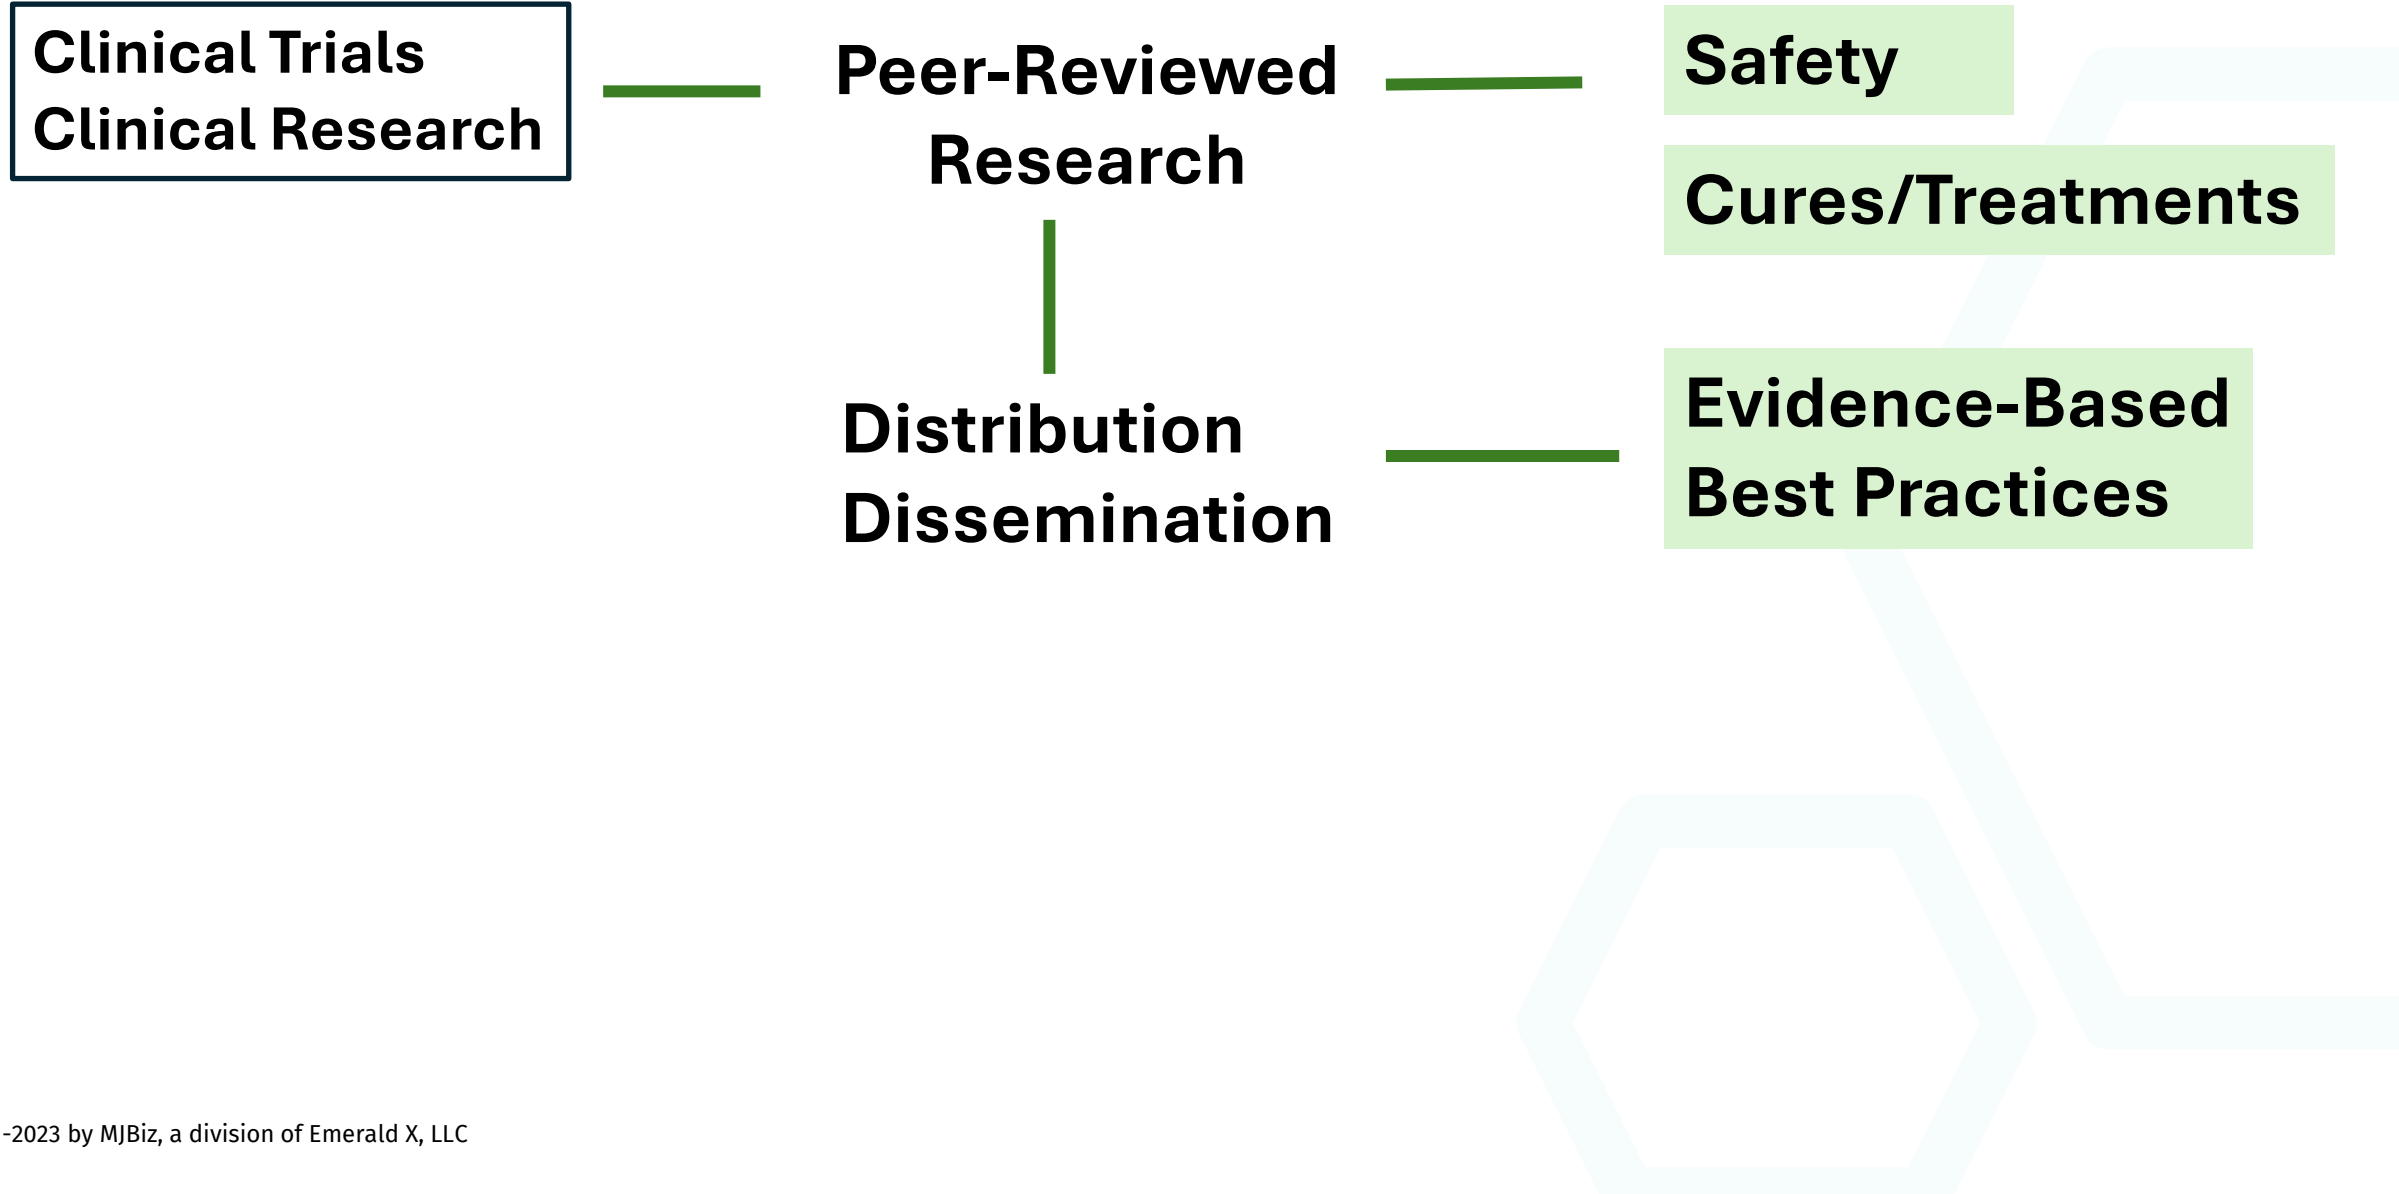 Clinical Trials
Clinical Research
Peer-Reviewed
Research
Safety
Cures/Treatments
Distribution
Dissemination
Evidence-Based
Best Practices
-2023 by MJBiz, a division of Emerald X, LLC